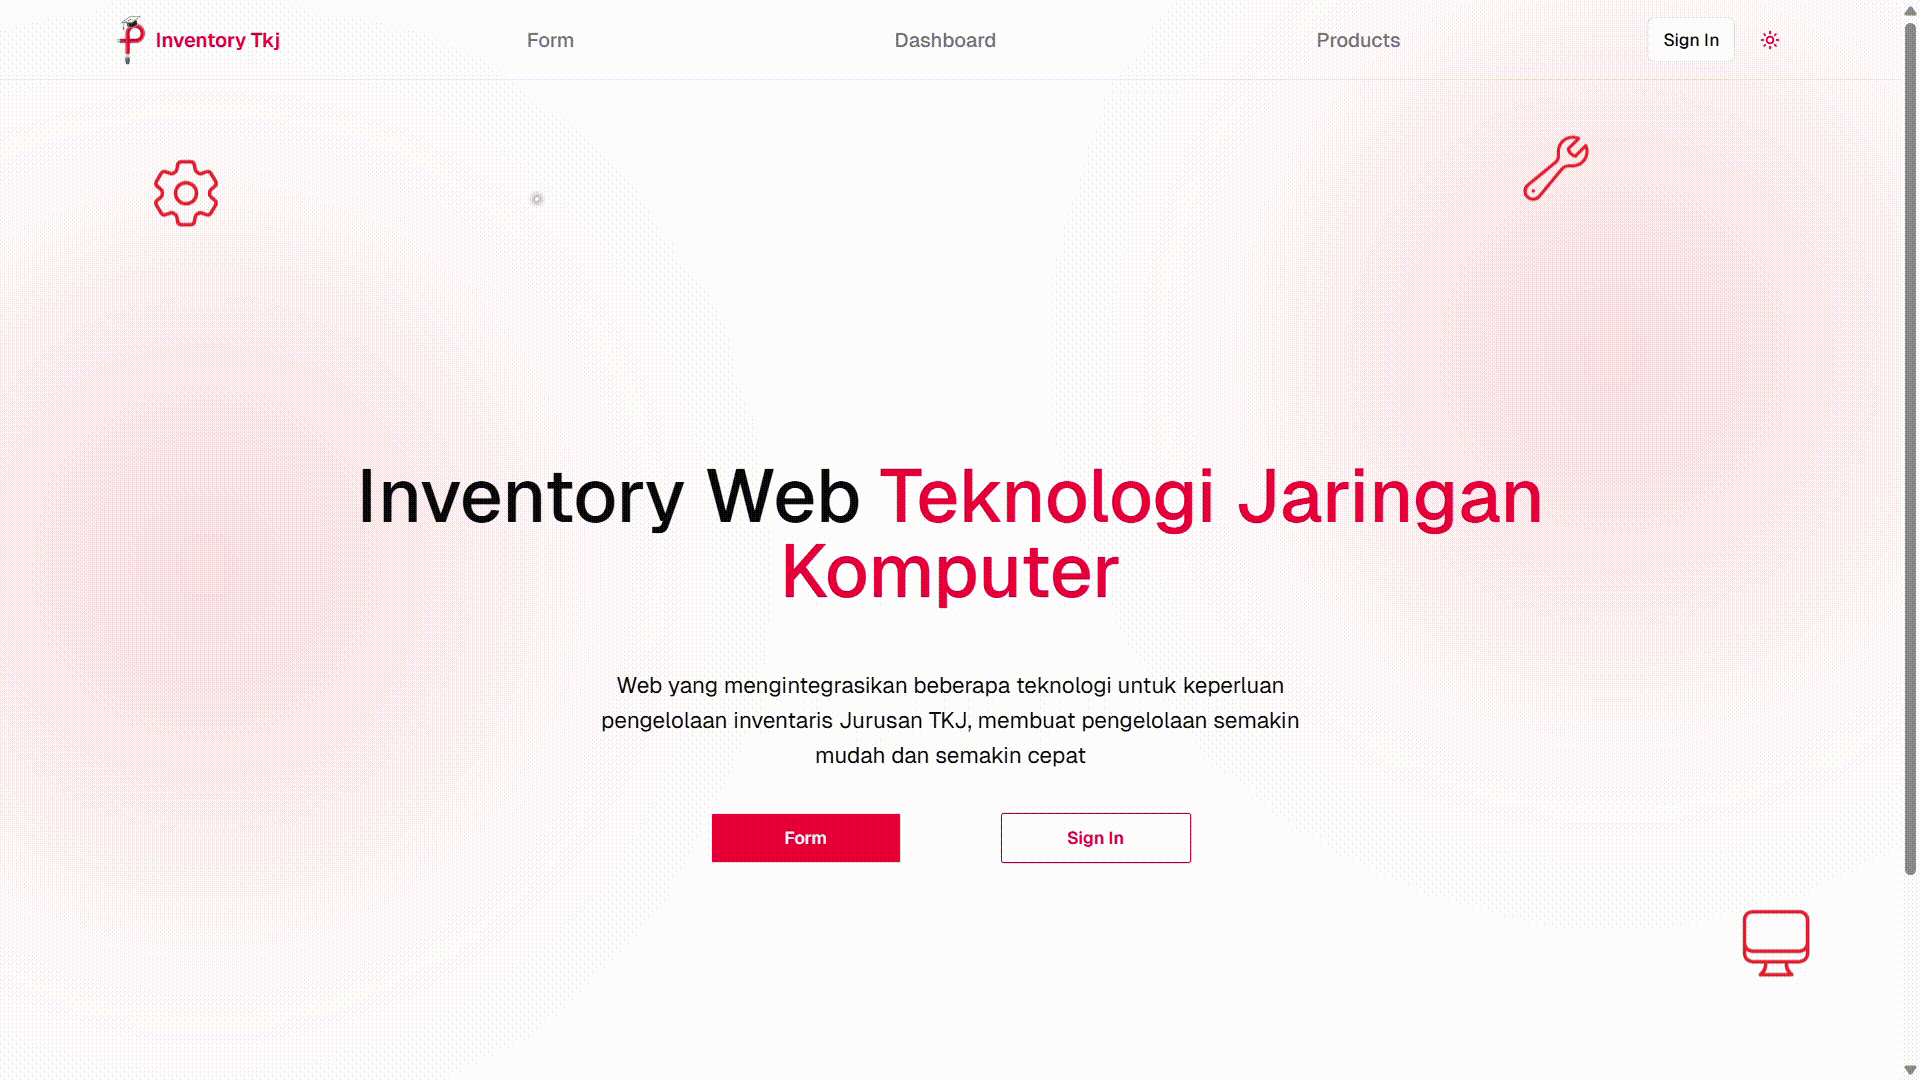 Inventory Tkj
Form
Dashboard
Products
Sign In
Inventory Web Teknologi Jaringan
Komputer
Web yang mengintegrasikan beberapa teknologi untuk keperluan
pengelolaan inventaris Jurusan TKJ, membuat pengelolaan semakin
mudah dan semakin cepat
Form
Sign In